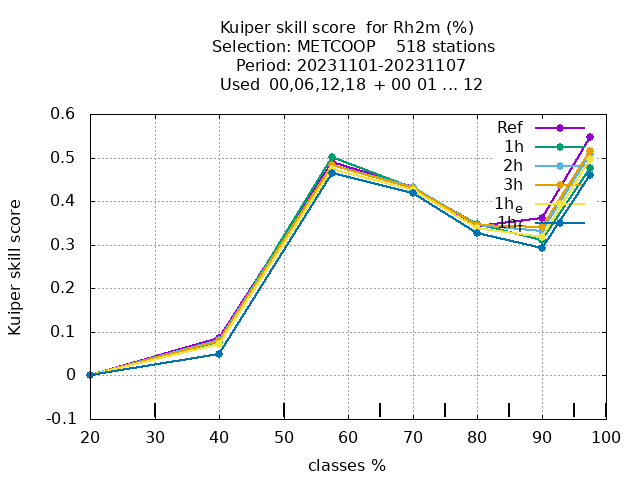 Kuiper skill score  for Rh2m (%)
Selection: METCOOP    518 stations
Period: 20231101-20231107
Used  00,06,12,18  + 00 01 ... 12
0.6
0.5
0.4
0.3
0.2
0.1
0
-0.1
Kuiper skill score
20
30
40
50
60
70
80
90
100
classes %
Ref
1h
2h
3h
1h_e
1h_f